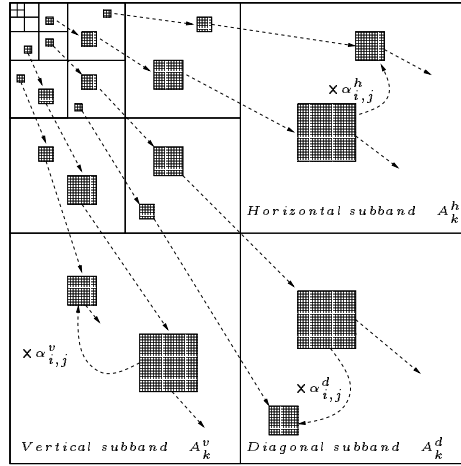 ×α^h_{i,j}
Horizontal subband A^h_k
×α^v_{i,j}
×α^d_{i,j}
Vertical subband A^v_k
Diagonal subband A^d_k